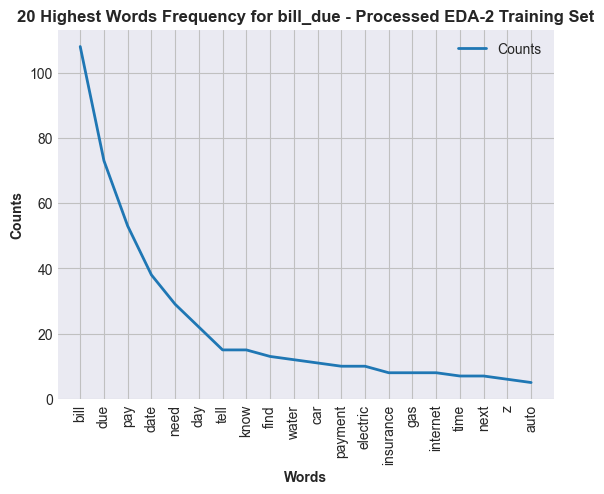 20 Highest Words Frequency for bill_due - Processed EDA-2 Training Set
Counts
100
80
60
40
20
0
Counts
bill
due
pay
date
need
day
tell
know
find
water
car
payment
electric
insurance
gas
internet
time
next
z
auto
Words